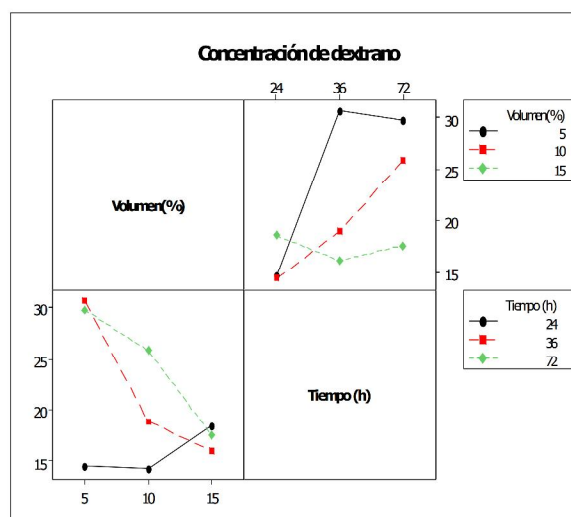 Concentración de dextrano
24 36 72
Volumen(%)
30
25
20
15
Volumen(%)
5
10
15
30
25
20
15
Tiempo (h)
Tiempo (h)
24
36
72
5 10 15